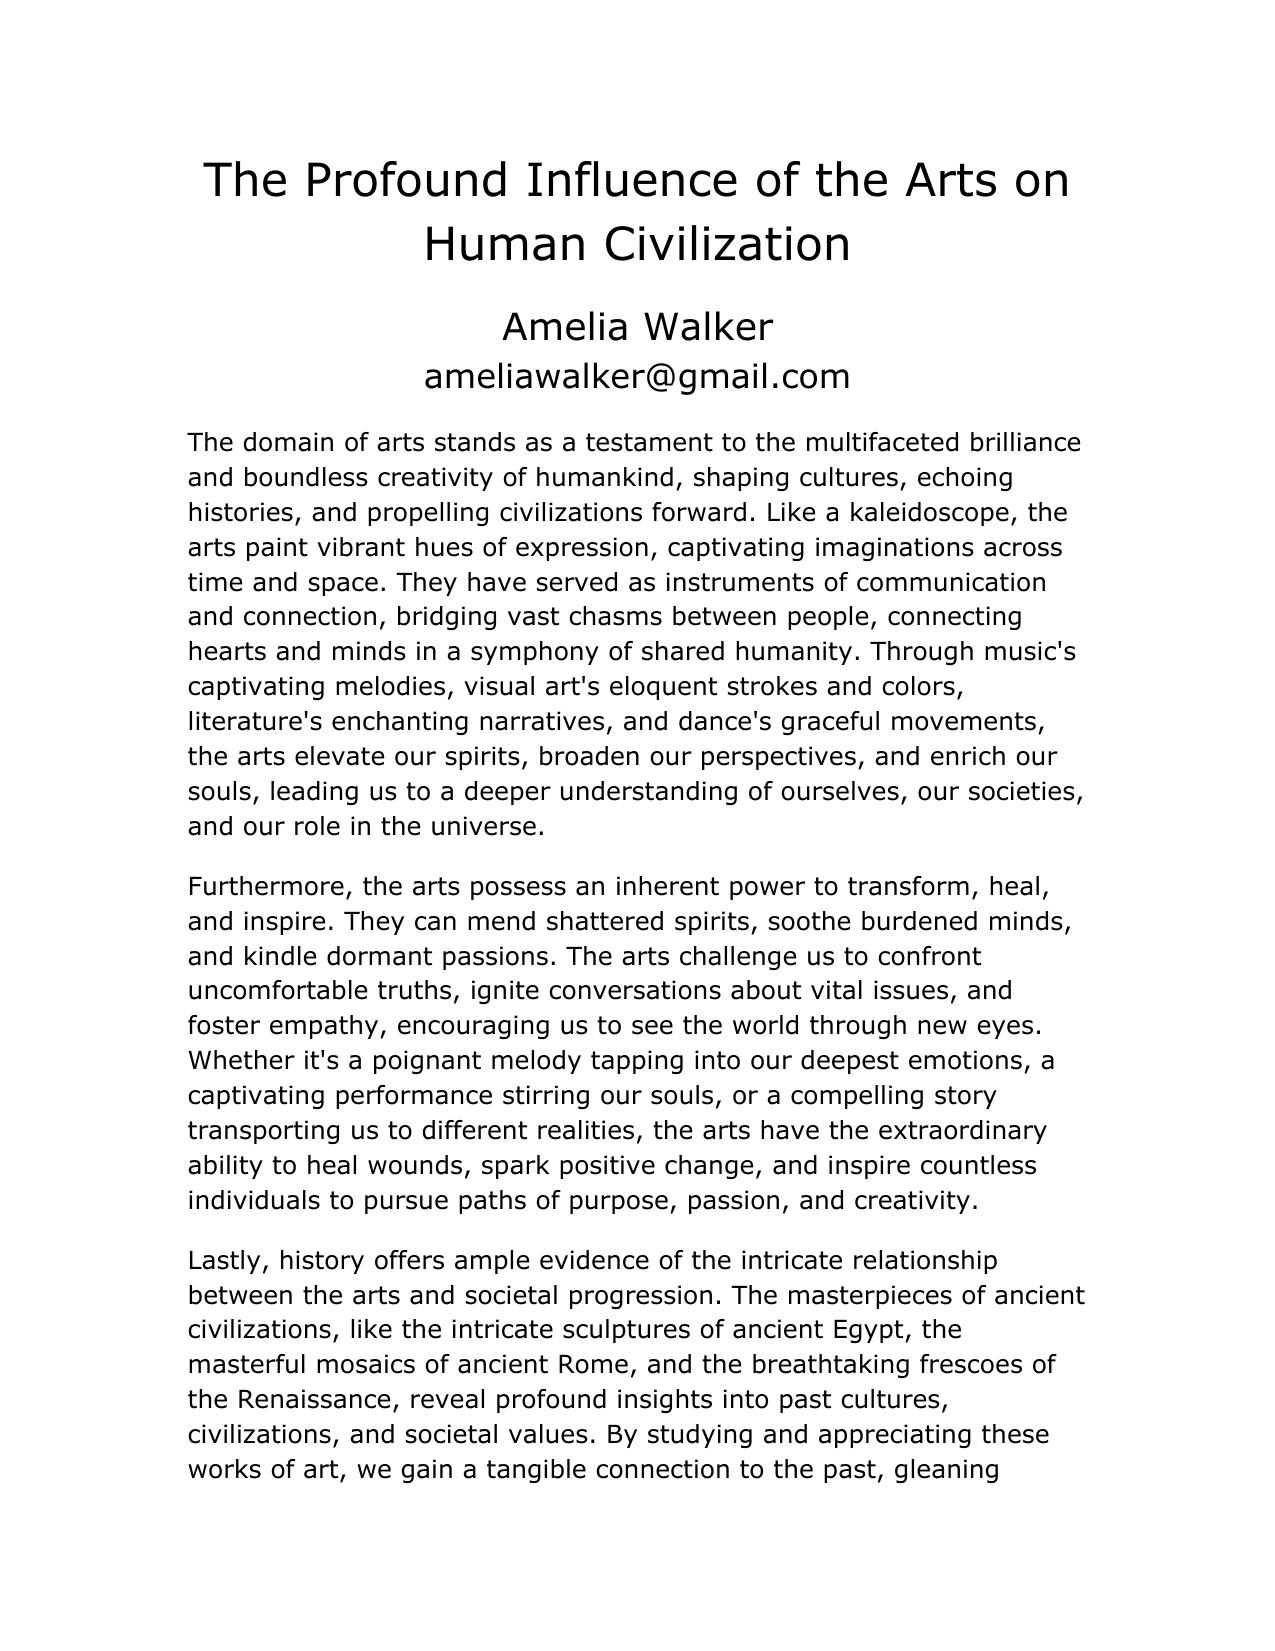 The Profound Influence of the Arts on
Human Civilization
Amelia Walker
ameliawalker@gmail.com
The domain of arts stands as a testament to the multifaceted brilliance
and boundless creativity of humankind, shaping cultures, echoing
histories, and propelling civilizations forward. Like a kaleidoscope, the
arts paint vibrant hues of expression, captivating imaginations across
time and space. They have served as instruments of communication
and connection, bridging vast chasms between people, connecting
hearts and minds in a symphony of shared humanity. Through music's
captivating melodies, visual art's eloquent strokes and colors,
literature's enchanting narratives, and dance's graceful movements,
the arts elevate our spirits, broaden our perspectives, and enrich our
souls, leading us to a deeper understanding of ourselves, our societies,
and our role in the universe.
Furthermore, the arts possess an inherent power to transform, heal,
and inspire. They can mend shattered spirits, soothe burdened minds,
and kindle dormant passions. The arts challenge us to confront
uncomfortable truths, ignite conversations about vital issues, and
foster empathy, encouraging us to see the world through new eyes.
Whether it's a poignant melody tapping into our deepest emotions, a
captivating performance stirring our souls, or a compelling story
transporting us to different realities, the arts have the extraordinary
ability to heal wounds, spark positive change, and inspire countless
individuals to pursue paths of purpose, passion, and creativity.
Lastly, history offers ample evidence of the intricate relationship
between the arts and societal progression. The masterpieces of ancient
civilizations, like the intricate sculptures of ancient Egypt, the
masterful mosaics of ancient Rome, and the breathtaking frescoes of
the Renaissance, reveal profound insights into past cultures,
civilizations, and societal values. By studying and appreciating these
works of art, we gain a tangible connection to the past, gleaning